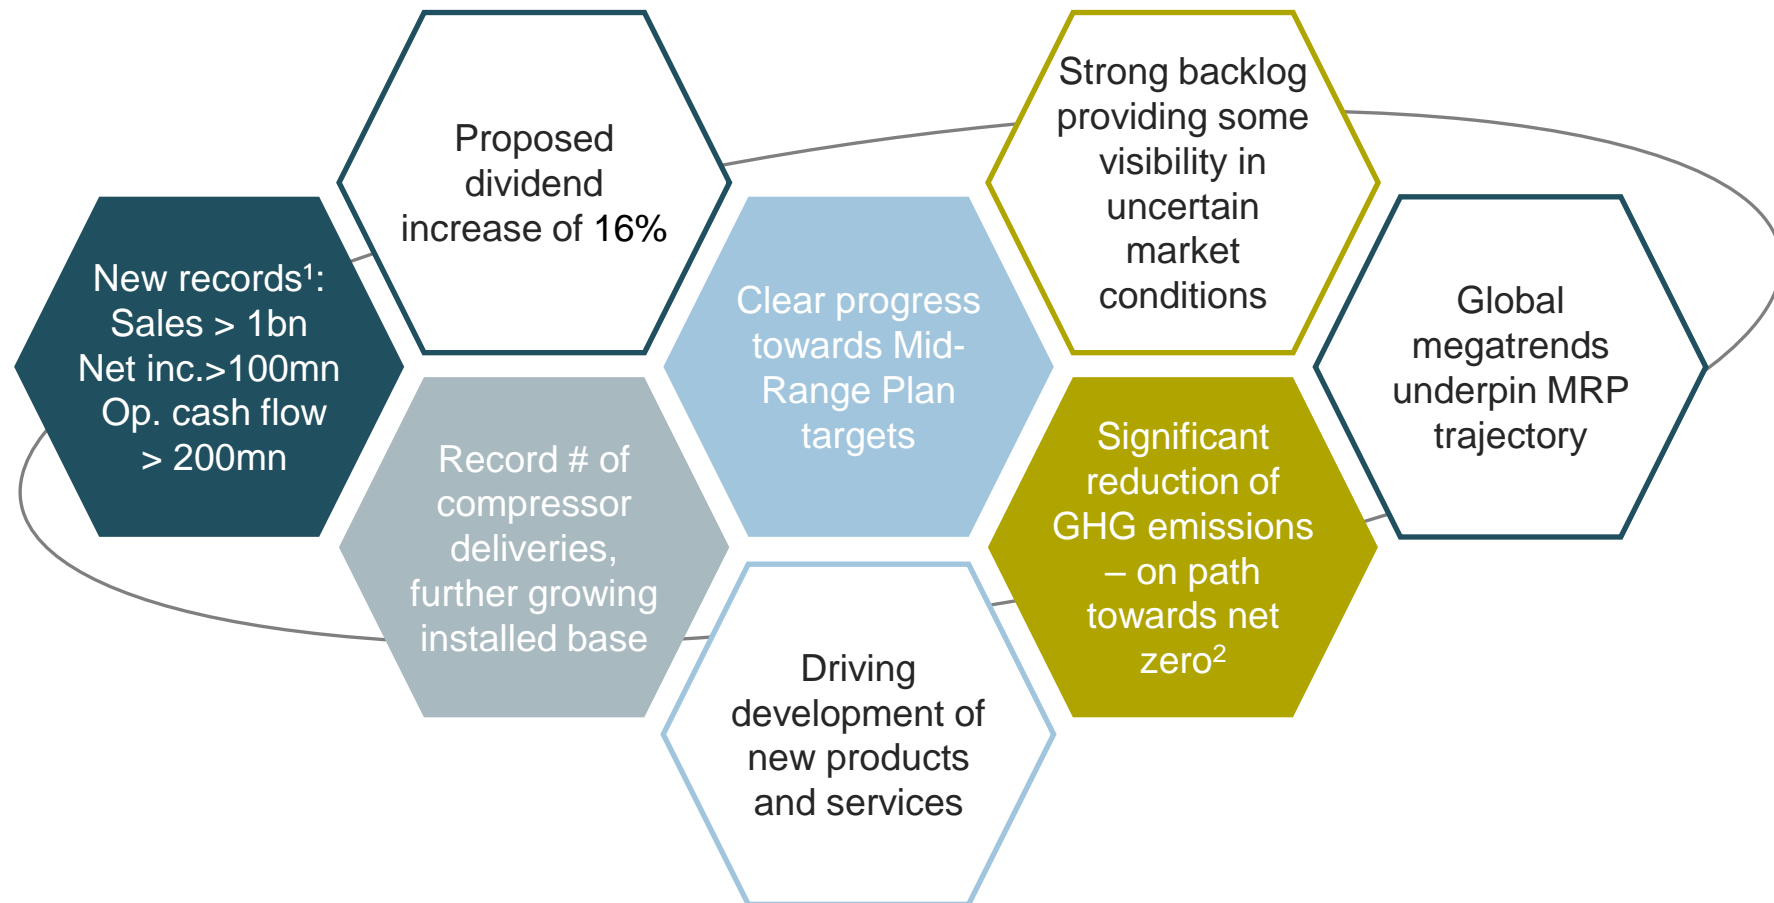 New records¹:
Sales > 1bn
Net inc.>100mn
Op. cash flow
> 200mn
Proposed
dividend
increase of 16%
Record # of
compressor
deliveries,
further growing
installed base
Clear progress
towards Mid-
Range Plan
targets
Driving
development of
new products
and services
Strong backlog
providing some
visibility in
uncertain
market
conditions
Significant
reduction of
GHG emissions
– on path
towards net
zero²
Global
megatrends
underpin MRP
trajectory